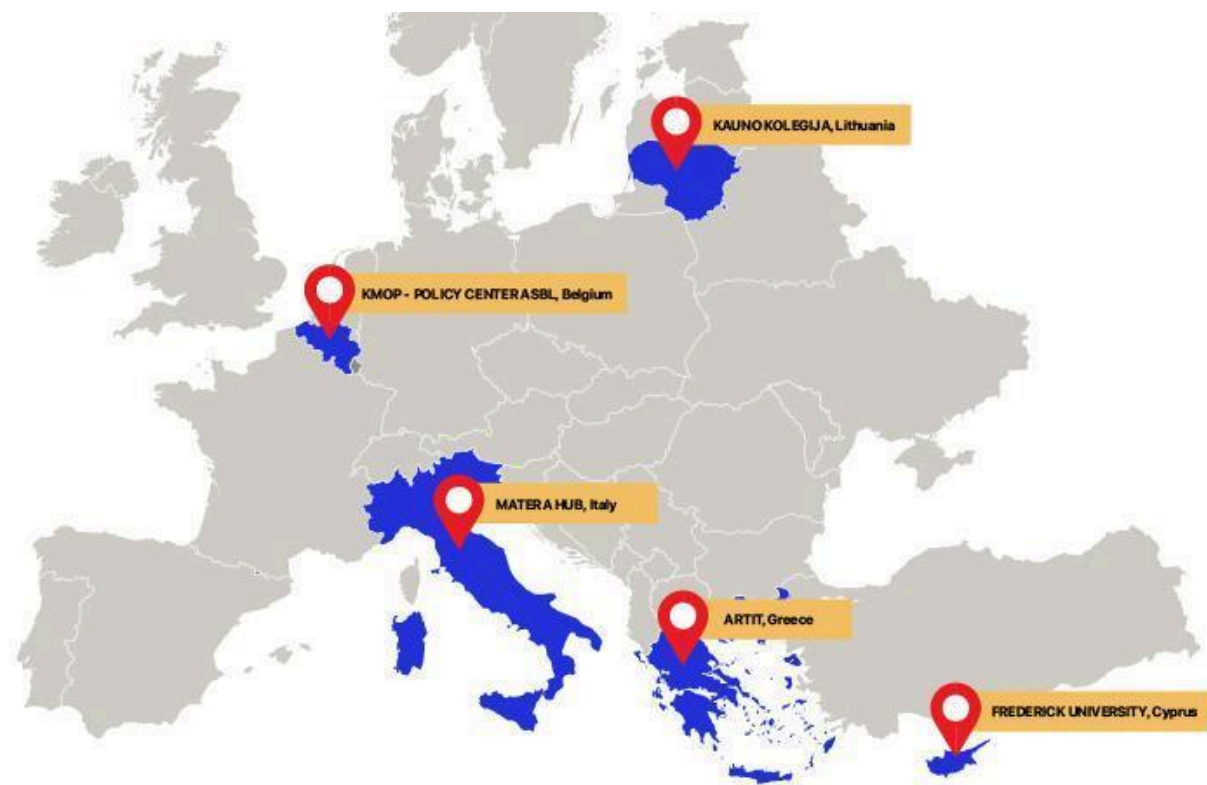 KAUNO KOLEGIJA, Lithuania
KMOP - POLICY CENTER ASBL, Belgium
MATERA HUB, Italy
ARTIT, Greece
FREDERICK UNIVERSITY, Cyprus